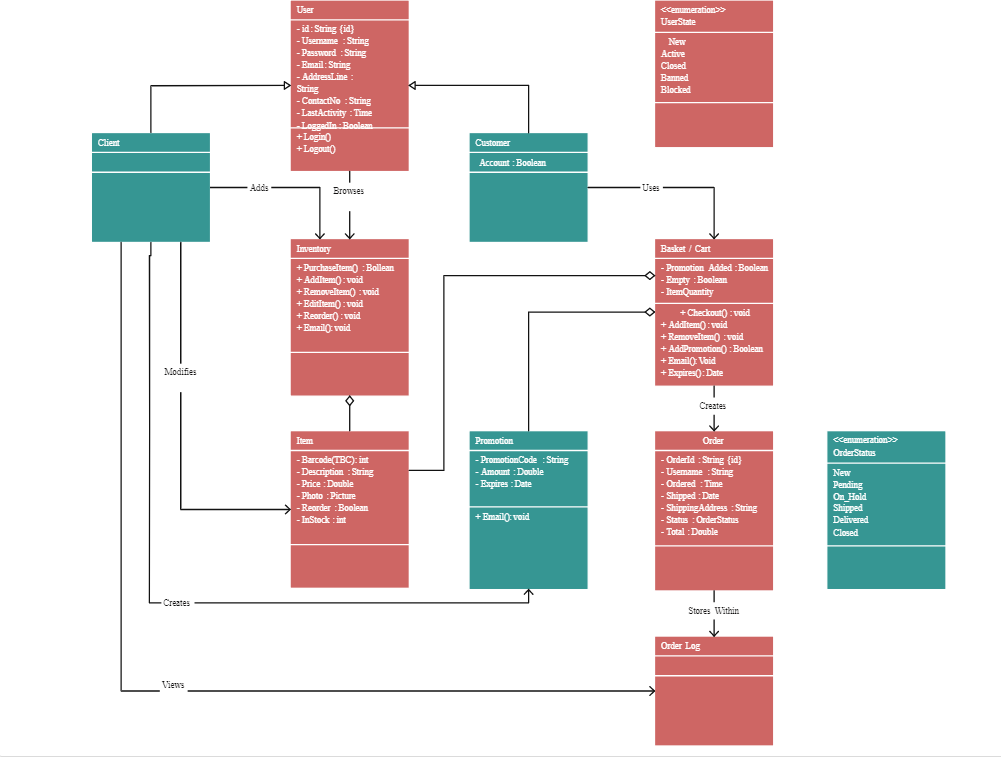 User
- id : String {id}
- Username : String
- Password : String
- Email : String
- AddressLine :
String
- ContactNo : String
- LastActivity : Time
- LoggedIn : Boolean
+ Login()
+ Logout()
<<enumeration>>
UserState
New
Active
Closed
Banned
Blocked
Client
Customer
Account : Boolean
Adds
Browses
Uses
Inventory
+ PurchaseItem() : Bollean
+ AddItem() : void
+ RemoveItem() : void
+ EditItem() : void
+ Reorder() : void
+ Email(): void
Basket / Cart
- Promotion Added : Boolean
- Empty : Boolean
- ItemQuantity
+ Checkout() : void
+ AddItem() : void
+ RemoveItem() : void
+ AddPromotion() : Boolean
+ Email(): Void
+ Expires() : Date
Modifies
Creates
Item
- Barcode(TBC) : int
- Description : String
- Price : Double
- Photo : Picture
- Reorder : Boolean
- InStock : int
Promotion
- PromotionCode : String
- Amount : Double
- Expires : Date
+ Email(): void
Order
- OrderId : String {id}
- Username : String
- Ordered : Time
- Shipped : Date
- ShippingAddress : String
- Status : OrderStatus
- Total : Double
<<enumeration>>
OrderStatus
New
Pending
On_Hold
Shipped
Delivered
Closed
Creates
Stores Within
Order Log
Views